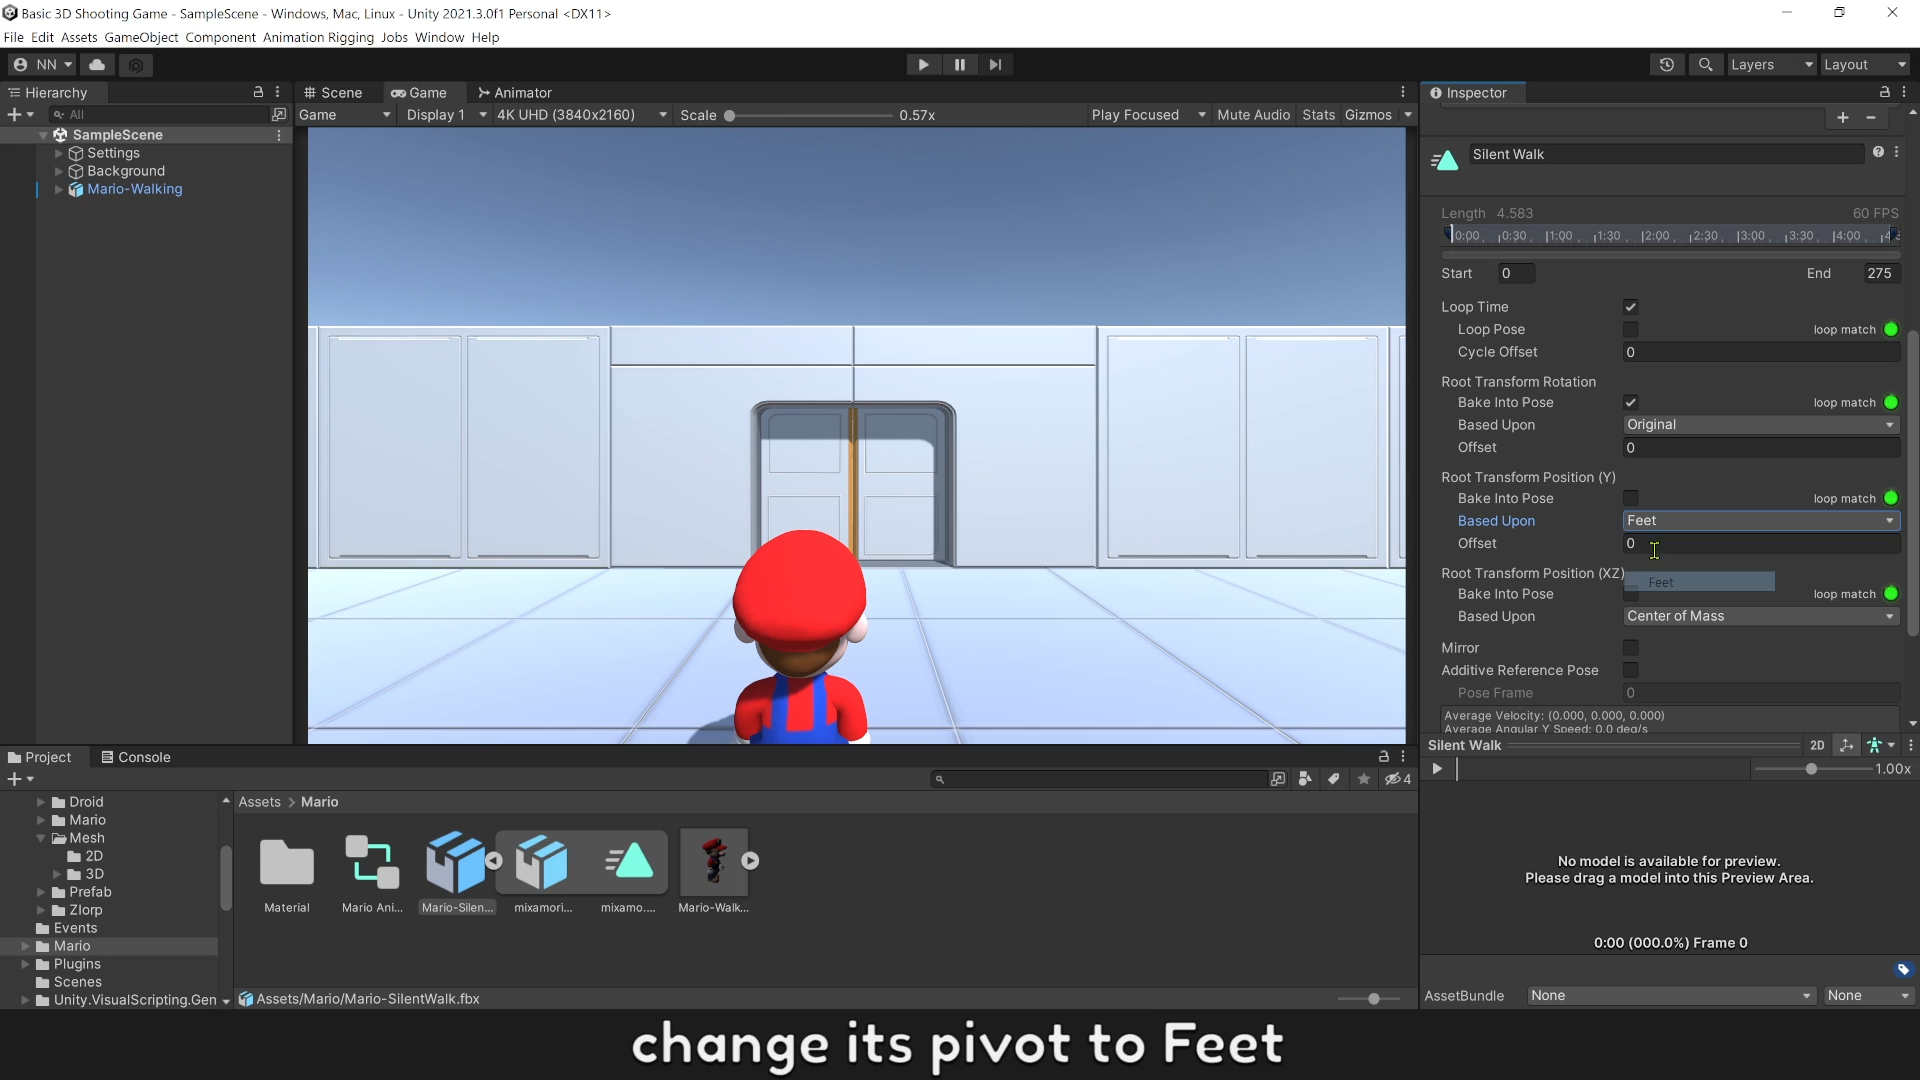 Basic 3D Shooting Game - SampleScene - Windows, Mac, Linux - Unity 2021.3.0f1 Personal <DX11>
File Edit Assets GameObject Component Animation Rigging Jobs Window Help
NN Layers Layout
Hierarchy
All
SampleScene
Settings
Background
Mario-Walking
Scene Game Animator
Game Display 1 4K UHD (3840x2160) Scale 0.57x Play Focused Mute Audio Stats Gizmos
Inspector
Silent Walk
Length 4.583 60 FPS
0:00 0:30 1:00 1:30 2:00 2:30 3:00 3:30 4:00
Start 0 End 275
Loop Time
Loop Pose loop match
Cycle Offset 0
Root Transform Rotation
Bake Into Pose loop match
Based Upon Original
Offset 0
Root Transform Position (Y)
Bake Into Pose loop match
Based Upon Feet
Offset 0
Root Transform Position (XZ)
Feet
Bake Into Pose loop match
Based Upon Center of Mass
Mirror
Additive Reference Pose
Pose Frame 0
Average Velocity: (0.000, 0.000, 0.000)
Average Angular Y Speed: 0.0 deg/s
Silent Walk 2D
1.00x
No model is available for preview.
Please drag a model into this Preview Area.
0:00 (000.0%) Frame 0
AssetBundle None None
Project Console
4
Droid
Mario
Mesh
2D
3D
Prefab
Zlorp
Events
Mario
Plugins
Scenes
Unity.VisualScripting.Gen
Assets > Mario
Material Mario Ani... Mario-Silen... mixamori... mixamo.... Mario-Walk...
Assets/Mario/Mario-SilentWalk.fbx
change its pivot to Feet